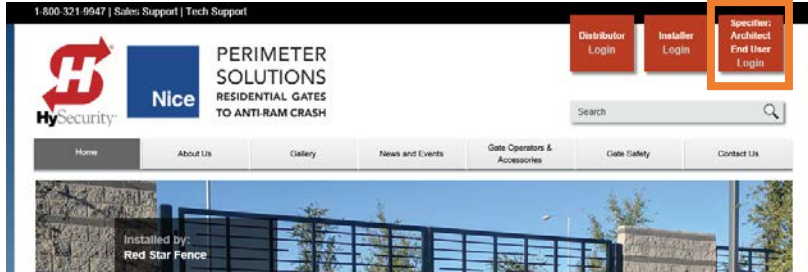 1-800-321-9947 | Sales Support | Tech Support
Distributor
Login
Installer
Login
Specifier:
Architect
End User
Login
H
HySecurity
Nice
PERIMETER
SOLUTIONS
RESIDENTIAL GATES
TO ANTI-RAM CRASH
Search
Home
About Us
Gallery
News and Events
Gate Operators &
Accessories
Gate Safety
Contact Us
Installed by:
Red Star Fence